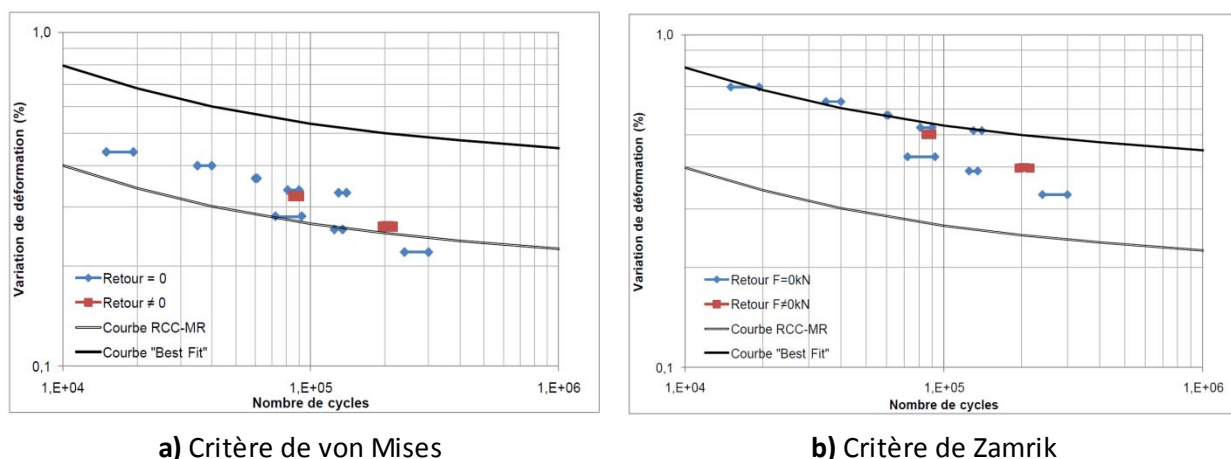 1,0
Variation de déformation (%)
0,1
1,E+04
1,E+05
1,E+06
Nombre de cycles
Retour = 0
Retour ≠ 0
Courbe RCC-MR
Courbe "Best Fit"
a) Critère de von Mises
1,0
Variation de déformation (%)
0,1
1,E+04
1,E+05
1,E+06
Nombre de cycles
Retour F=0kN
Retour F≠0kN
Courbe RCC-MR
Courbe "Best Fit"
b) Critère de Zamrik